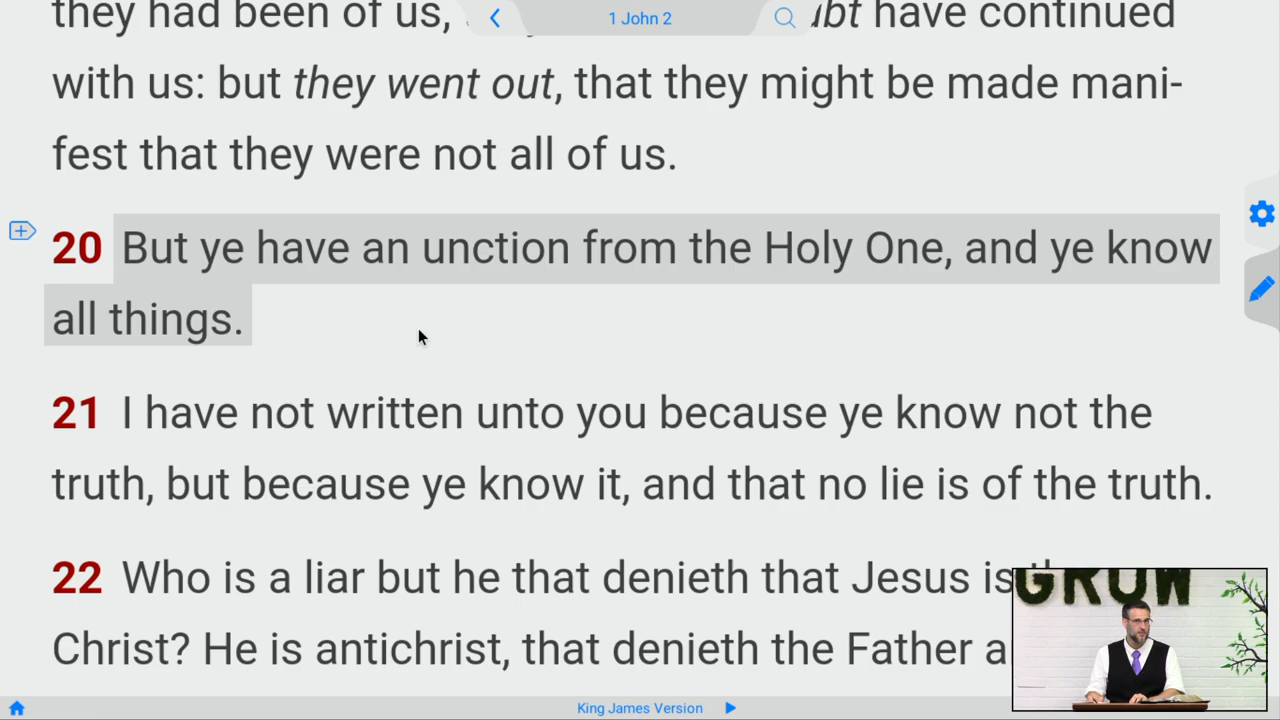 they had been of us, have continued
1 John 2
with us: but they went out, that they might be made mani-
fest that they were not all of us.
20 But ye have an unction from the Holy One, and ye know
all things.
21 I have not written unto you because ye know not the
truth, but because ye know it, and that no lie is of the truth.
22 Who is a liar but he that denieth that Jesus is
Christ? He is antichrist, that denieth the Father
GROW
King James Version